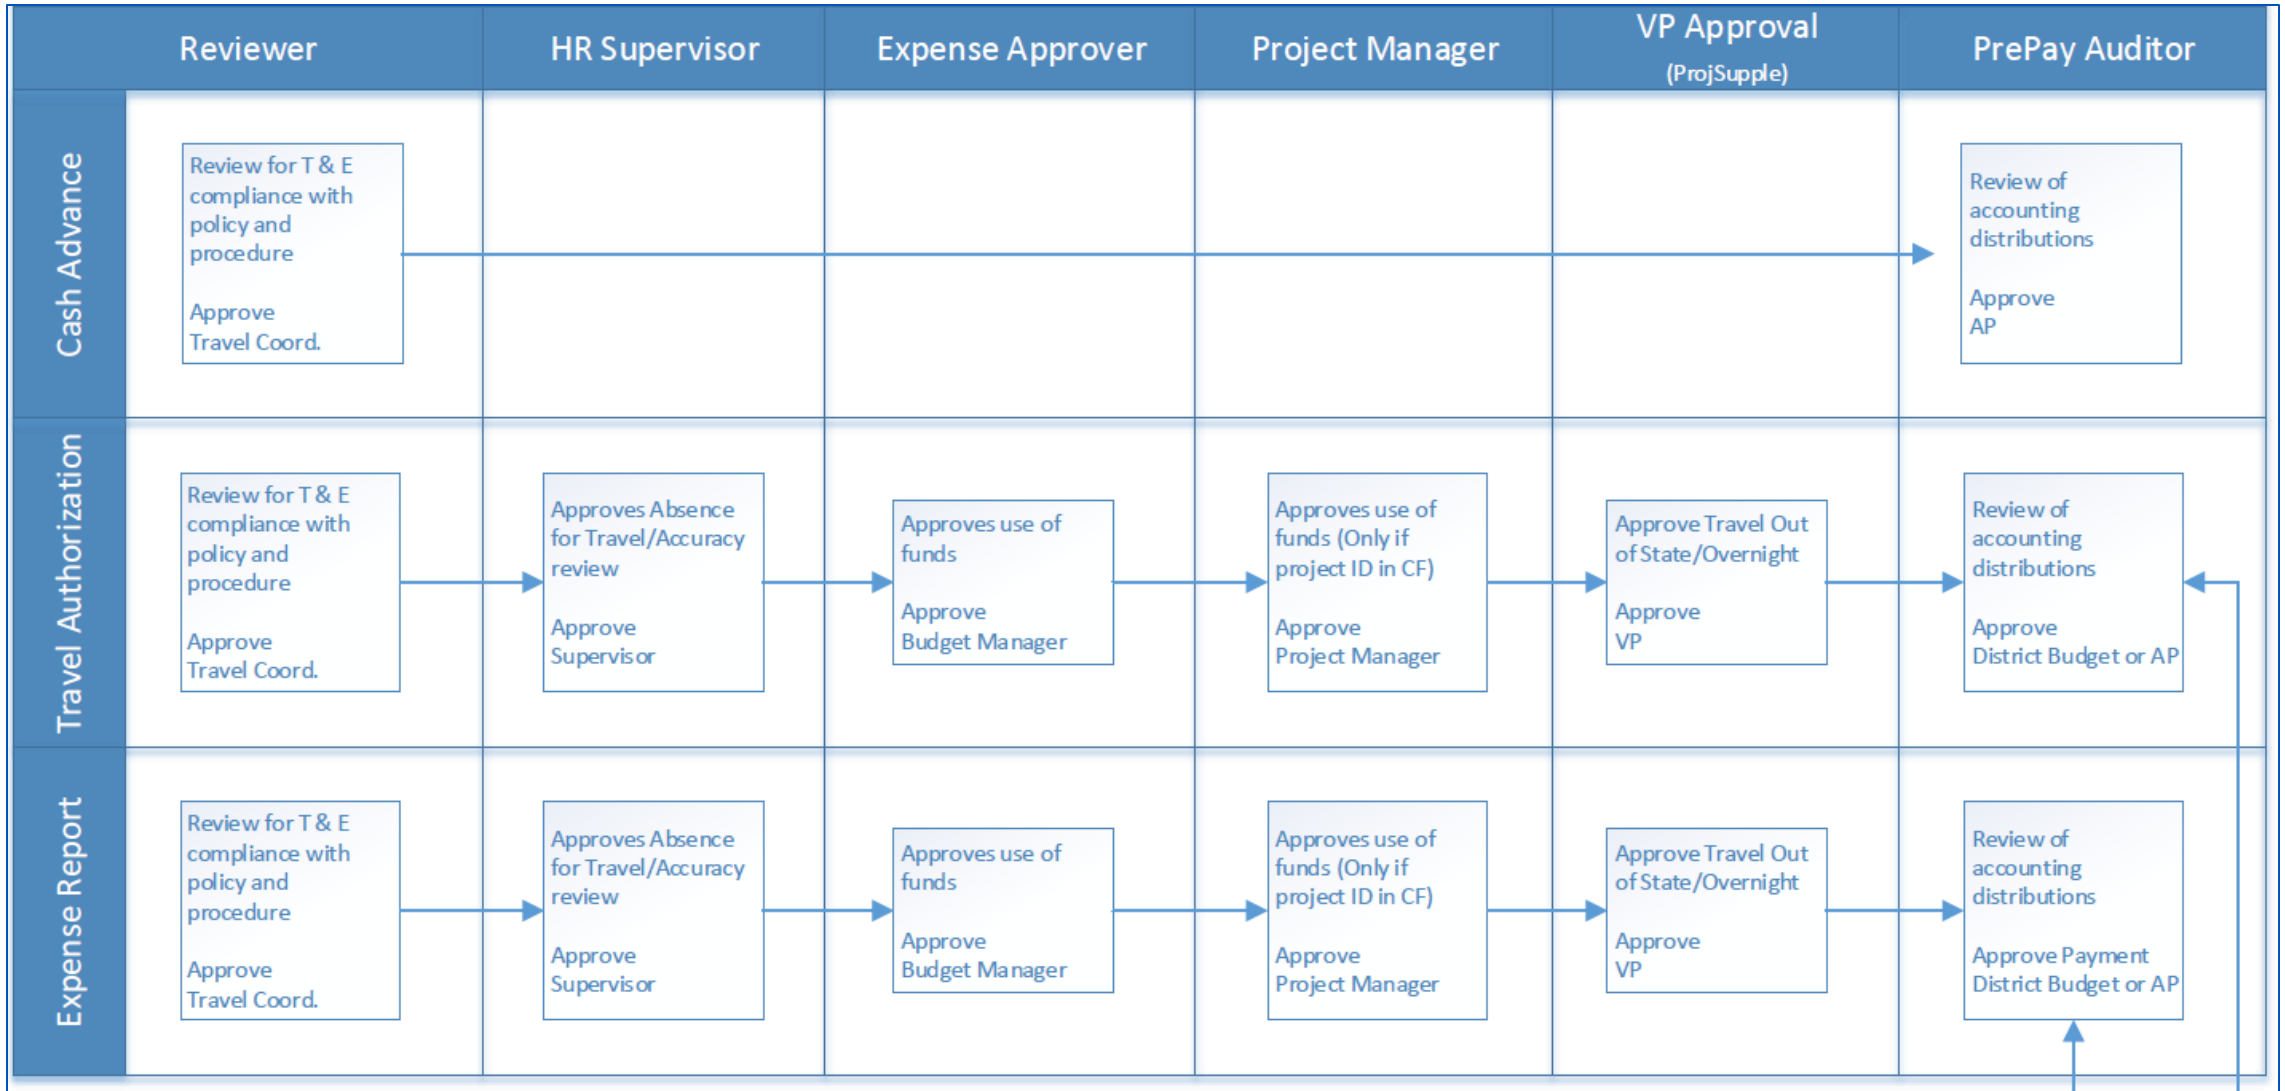 Reviewer
HR Supervisor
Expense Approver
Project Manager
VP Approval
(ProjSupple)
PrePay Auditor
Cash Advance
Review for T & E
compliance with
policy and
procedure
Approve
Travel Coord.
Review of
accounting
distributions
Approve
AP
Travel Authorization
Review for T & E
compliance with
policy and
procedure
Approve
Travel Coord.
Approves Absence
for Travel/Accuracy
review
Approve
Supervisor
Approves use of
funds
Approve
Budget Manager
Approves use of
funds (Only if
project ID in CF)
Approve
Project Manager
Approve Travel Out
of State/Overnight
Approve
VP
Review of
accounting
distributions
Approve
District Budget or AP
Expense Report
Review for T & E
compliance with
policy and
procedure
Approve
Travel Coord.
Approves Absence
for Travel/Accuracy
review
Approve
Supervisor
Approves use of
funds
Approve
Budget Manager
Approves use of
funds (Only if
project ID in CF)
Approve
Project Manager
Approve Travel Out
of State/Overnight
Approve
VP
Review of
accounting
distributions
Approve Payment
District Budget or AP